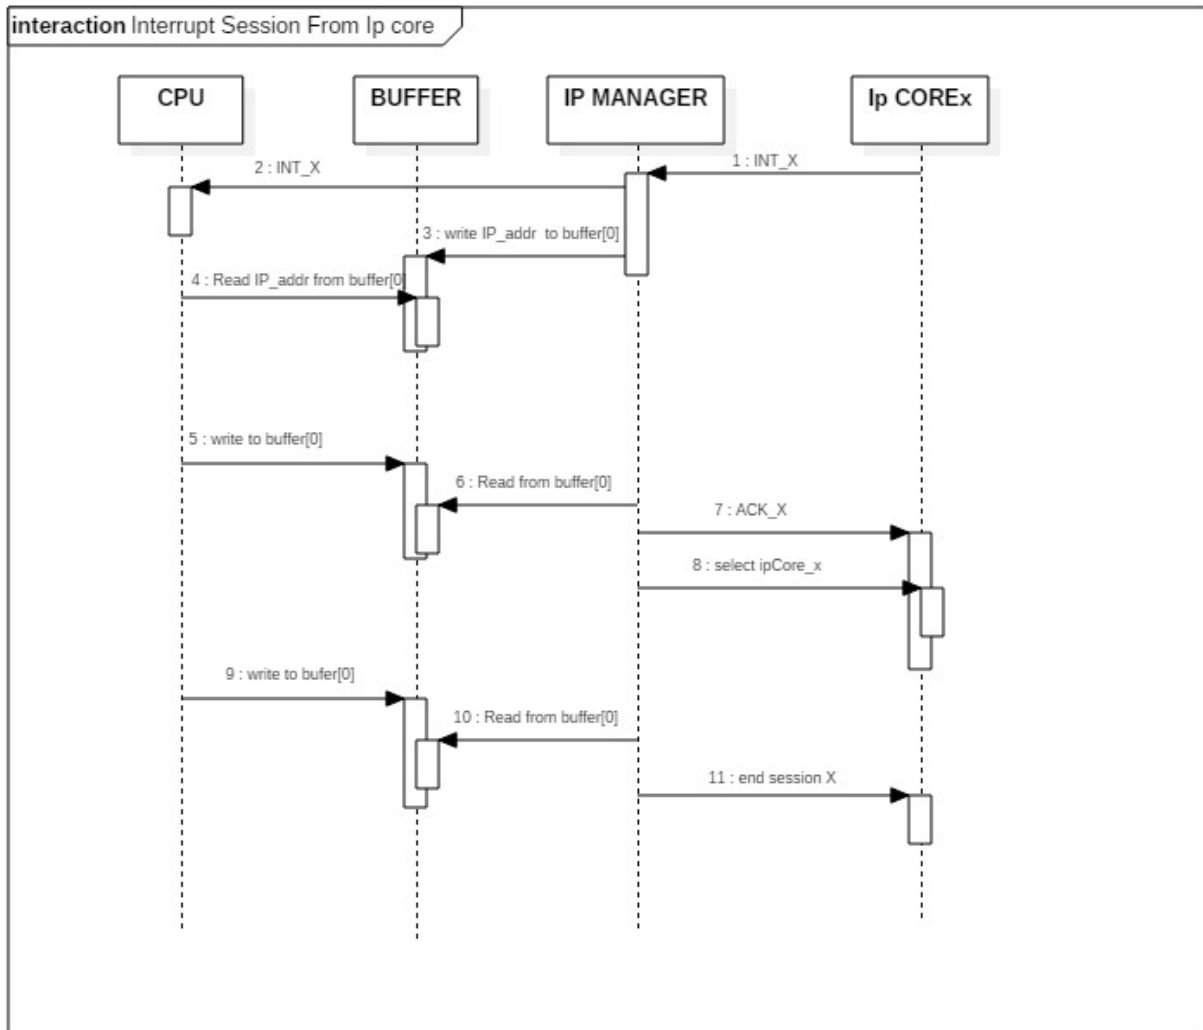 interaction Interrupt Session From Ip core
CPU
BUFFER
IP MANAGER
Ip COREx
1 : INT_X
2 : INT_X
3 : write IP_addr to buffer[0]
4 : Read IP_addr from buffer[0]
5 : write to buffer[0]
6 : Read from buffer[0]
7 : ACK_X
8 : select ipCore_x
9 : write to bufer[0]
10 : Read from buffer[0]
11 : end session X